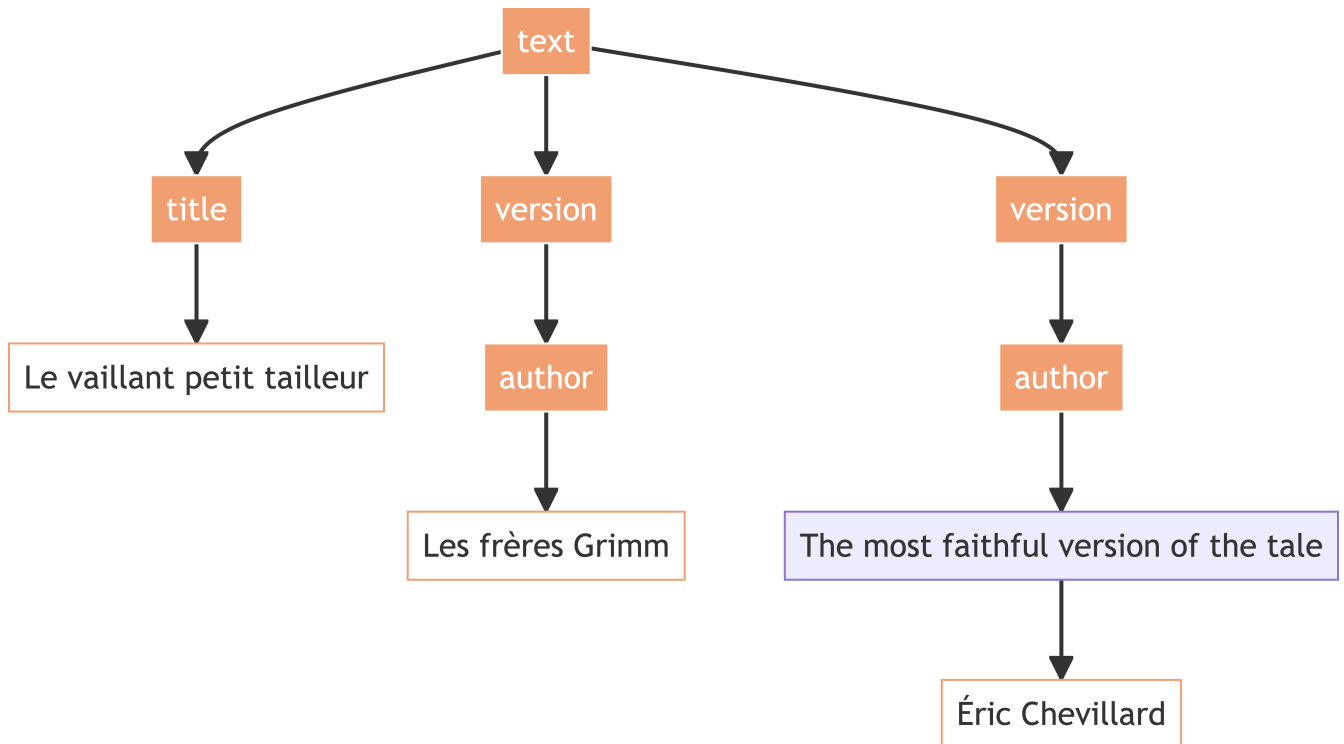 text
title
version
version
Le vaillant petit tailleur
author
author
Les frères Grimm
The most faithful version of the tale
Éric Chevillard